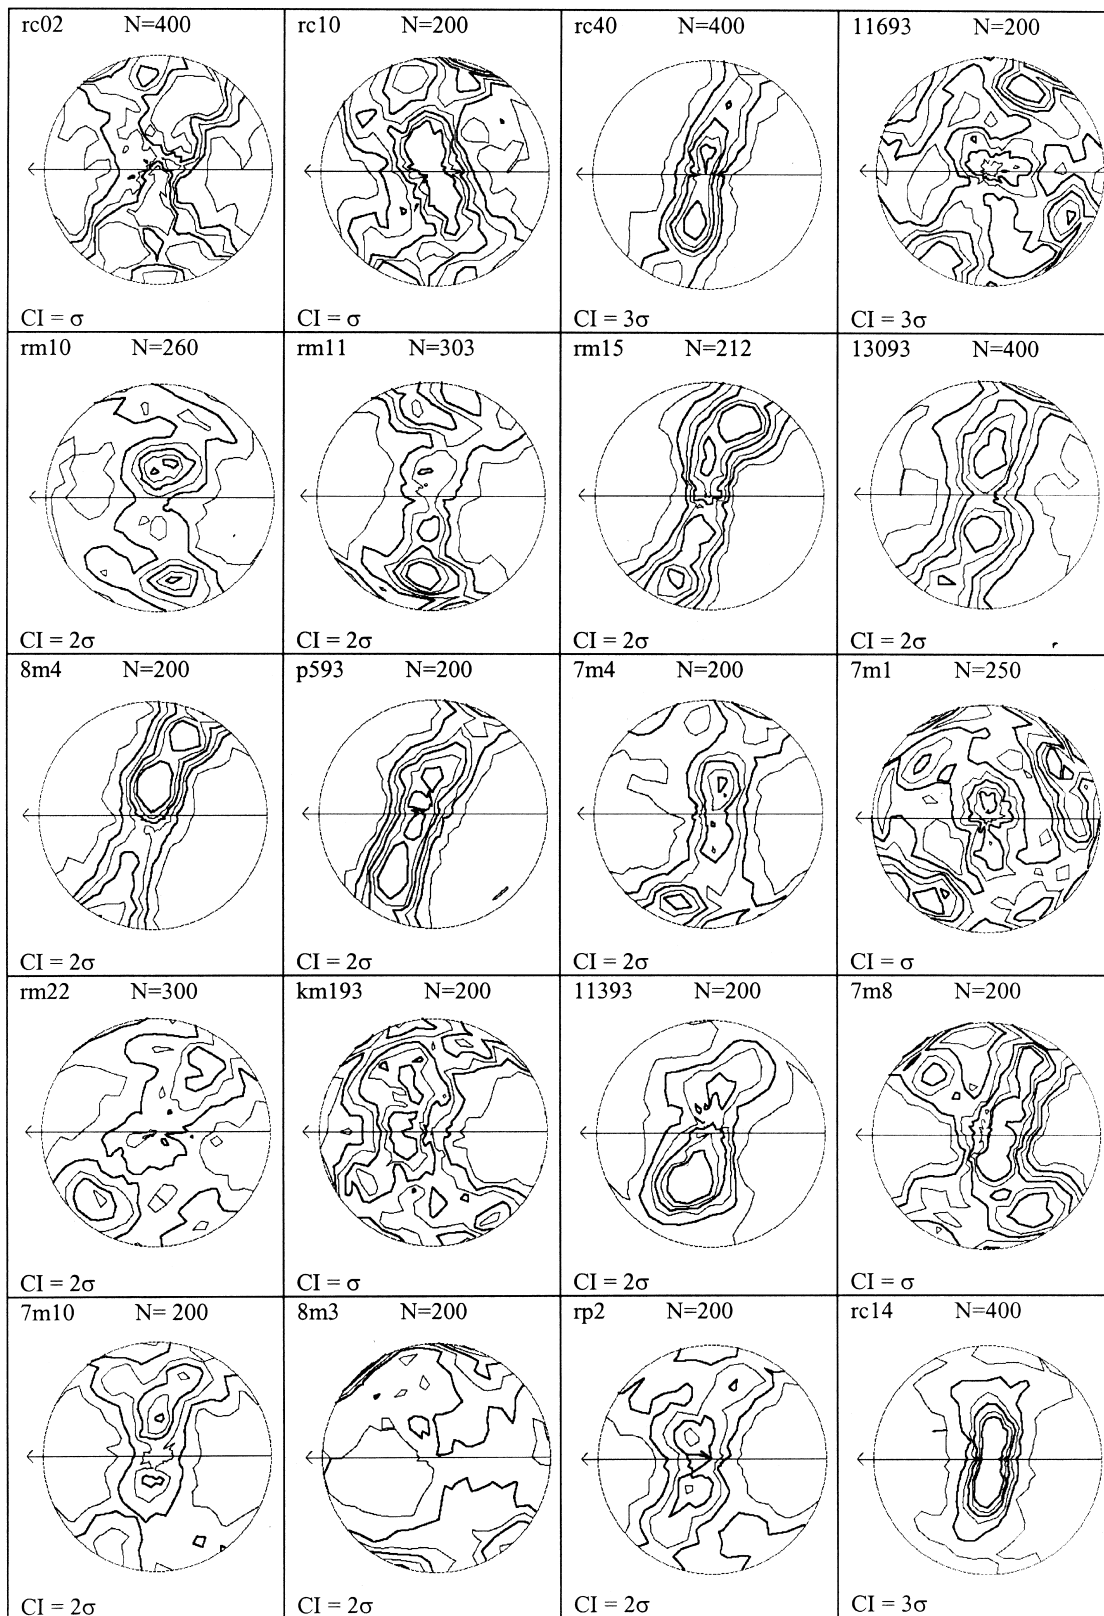 rc02 N=400
rc10 N=200
rc40 N=400
11693 N=200
CI = σ
CI = σ
CI = 3σ
CI = 3σ
rm10 N=260
rm11 N=303
rm15 N=212
13093 N=400
CI = 2σ
CI = 2σ
CI = 2σ
CI = 2σ
8m4 N=200
p593 N=200
7m4 N=200
7m1 N=250
CI = 2σ
CI = 2σ
CI = 2σ
CI = σ
rm22 N=300
km193 N=200
11393 N=200
7m8 N=200
CI = 2σ
CI = σ
CI = 2σ
CI = σ
7m10 N= 200
8m3 N=200
rp2 N=200
rc14 N=400
CI = 2σ
CI = 2σ
CI = 2σ
CI = 3σ